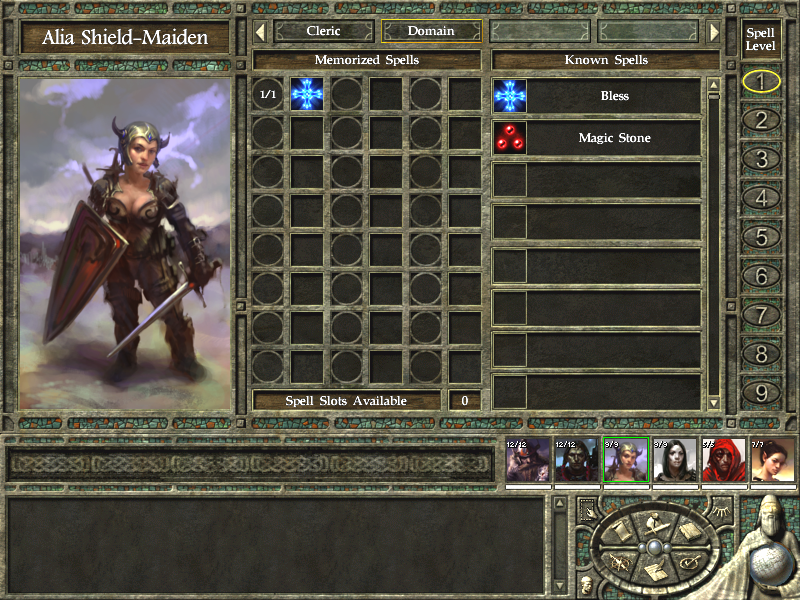 Alia Shield-Maiden
Cleric
Domain
Spell
Level
Memorized Spells
Known Spells
1/1
Bless
Magic Stone
1
2
3
4
5
6
7
8
9
Spell Slots Available
0
12/12
12/12
9/9
9/9
5/5
7/7